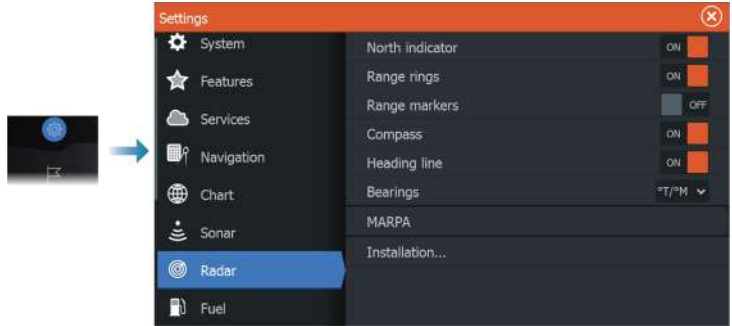 Settings
System
Features
Services
Navigation
Chart
Sonar
Radar
Fuel
North indicator ON
Range rings ON
Range markers OFF
Compass ON
Heading line ON
Bearings °T/°M
MARPA
Installation...